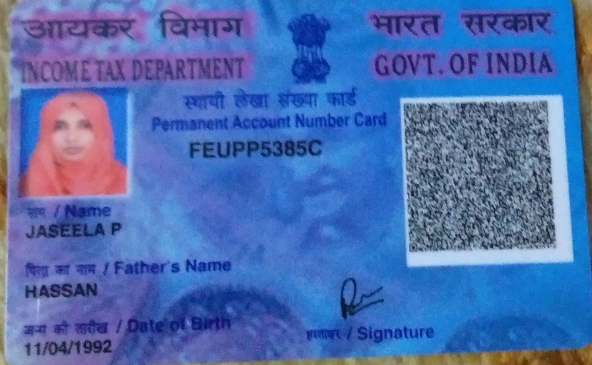 आयकर विभाग
भारत सरकार
INCOME TAX DEPARTMENT
GOVT. OF INDIA
स्थायी लेखा संख्या कार्ड
Permanent Account Number Card
FEUPP5385C
नाम / Name
JASEELA P
पिता का नाम / Father's Name
HASSAN
जन्म की तारीख / Date of Birth
11/04/1992
हस्ताक्षर / Signature